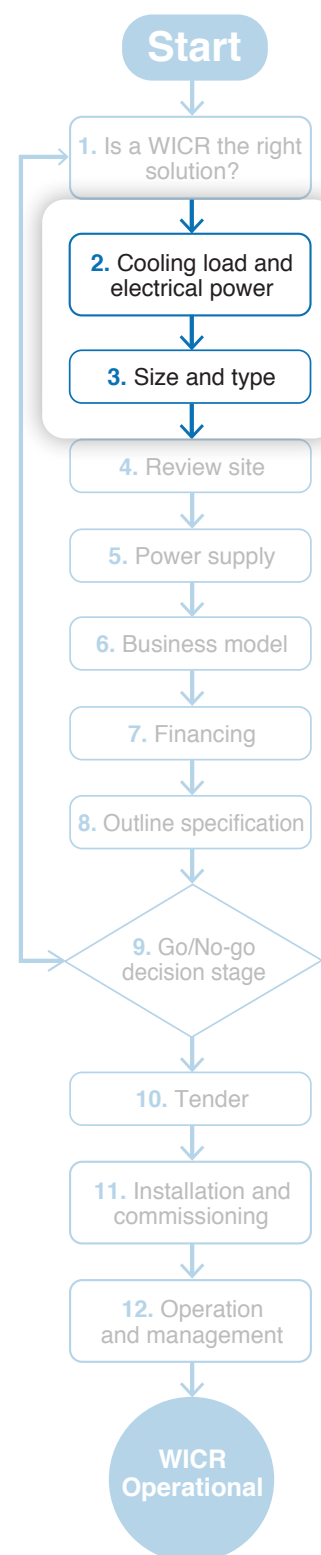 Start
1. Is a WICR the right
solution?
2. Cooling load and
electrical power
3. Size and type
4. Review site
5. Power supply
6. Business model
7. Financing
8. Outline specification
9. Go/No-go
decision stage
10. Tender
11. Installation and
commissioning
12. Operation
and management
WICR
Operational